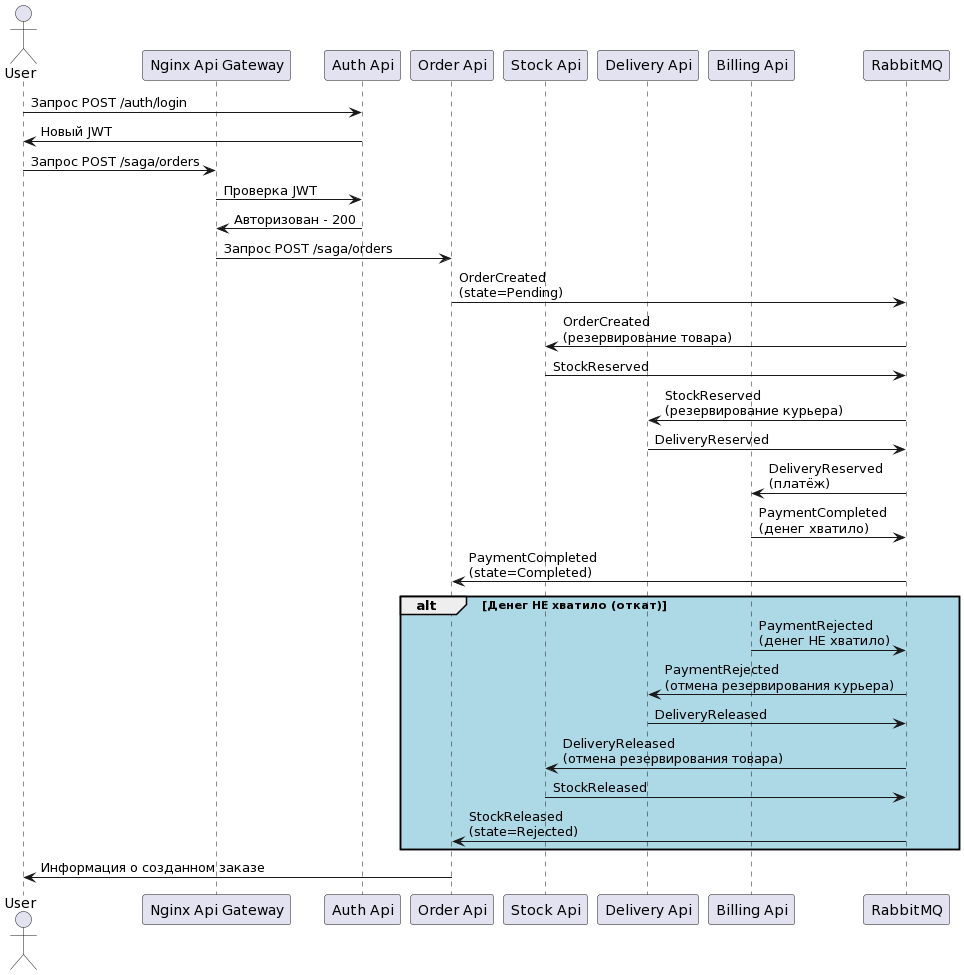 User
Nginx Api Gateway
Auth Api
Order Api
Stock Api
Delivery Api
Billing Api
RabbitMQ
Запрос POST /auth/login
Новый JWT
Запрос POST /saga/orders
Проверка JWT
Авторизован - 200
Запрос POST /saga/orders
OrderCreated
(state=Pending)
OrderCreated
(резервирование товара)
StockReserved
StockReserved
(резервирование курьера)
DeliveryReserved
DeliveryReserved
(платёж)
PaymentCompleted
(денег хватило)
PaymentCompleted
(state=Completed)
alt
[Денег НЕ хватило (откат)]
PaymentRejected
(денег НЕ хватило)
PaymentRejected
(отмена резервирования курьера)
DeliveryReleased
DeliveryReleased
(отмена резервирования товара)
StockReleased
StockReleased
(state=Rejected)
Информация о созданном заказе
User
Nginx Api Gateway
Auth Api
Order Api
Stock Api
Delivery Api
Billing Api
RabbitMQ